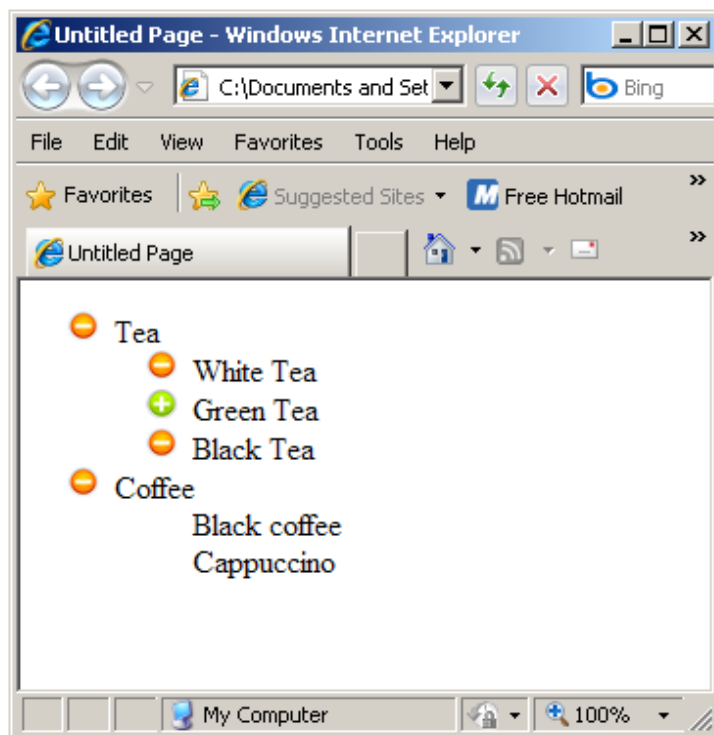 Untitled Page - Windows Internet Explorer
C:\Documents and Set
Bing
File Edit View Favorites Tools Help
Favorites Suggested Sites Free Hotmail »
Untitled Page »
Tea
White Tea
Green Tea
Black Tea
Coffee
Black coffee
Cappuccino
My Computer 100%